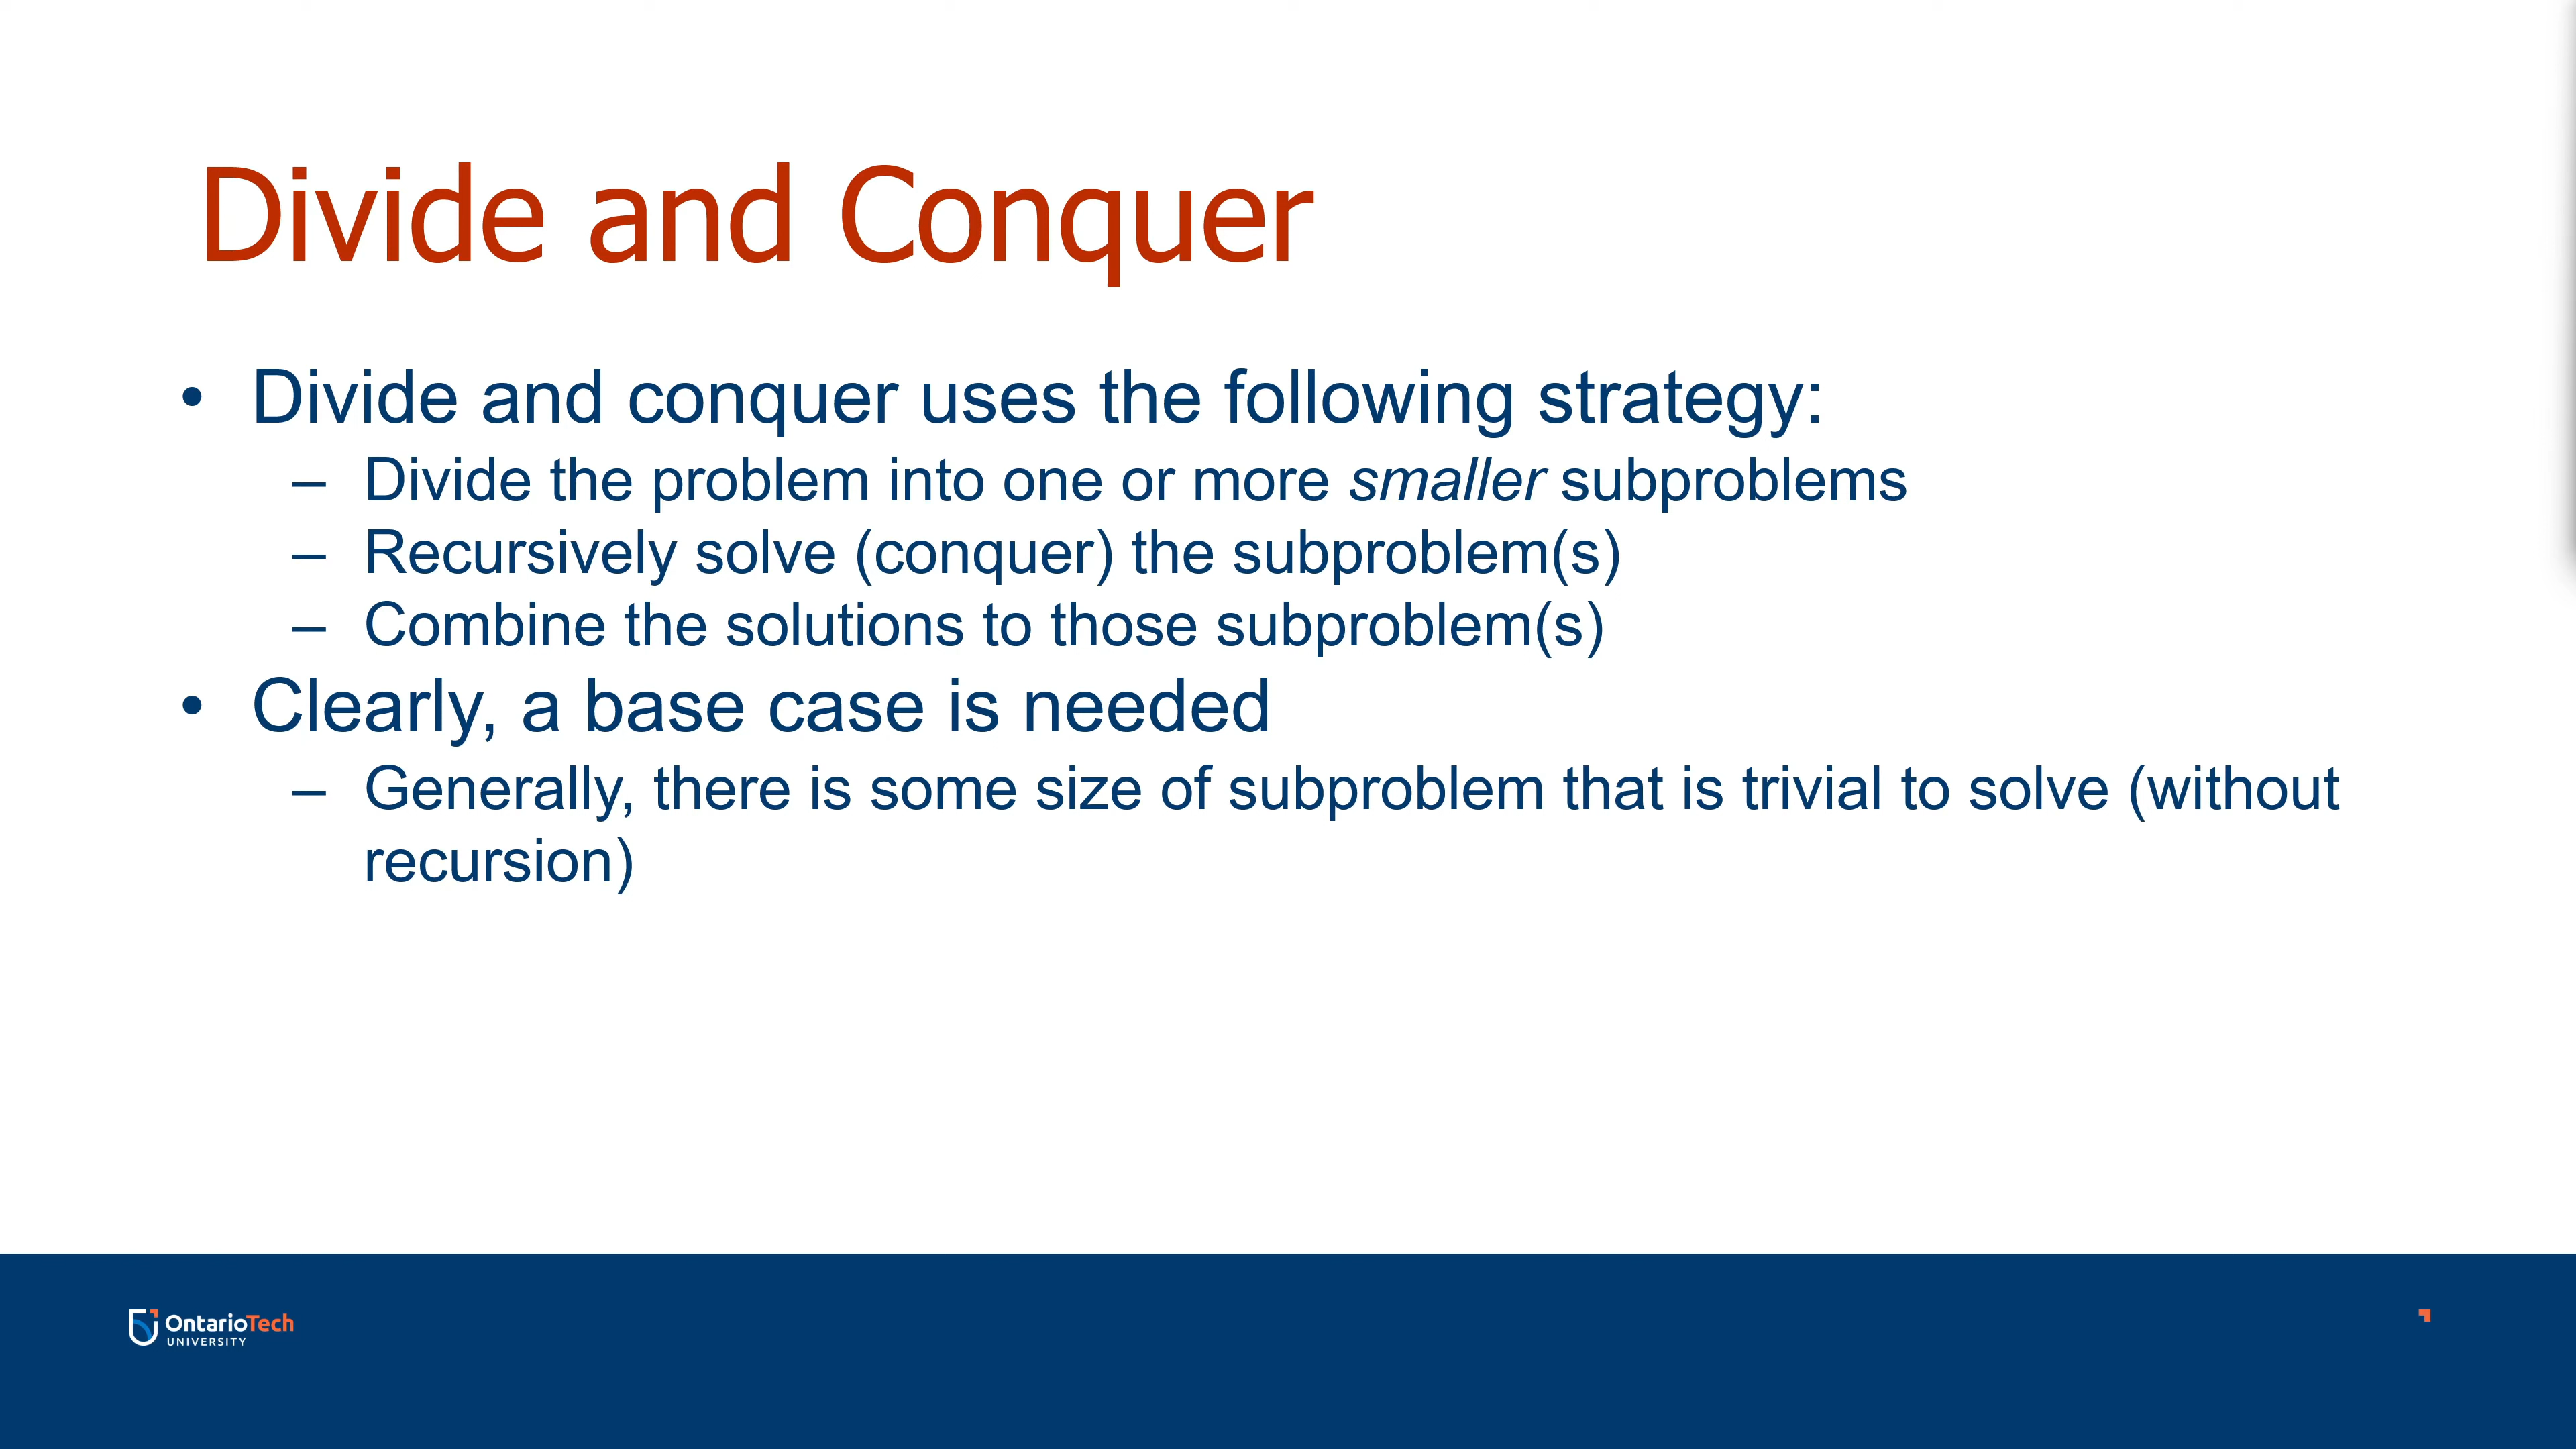 Divide and Conquer
• Divide and conquer uses the following strategy:
– Divide the problem into one or more smaller subproblems
– Recursively solve (conquer) the subproblem(s)
– Combine the solutions to those subproblem(s)
• Clearly, a base case is needed
– Generally, there is some size of subproblem that is trivial to solve (without
recursion)
OntarioTech
UNIVERSITY